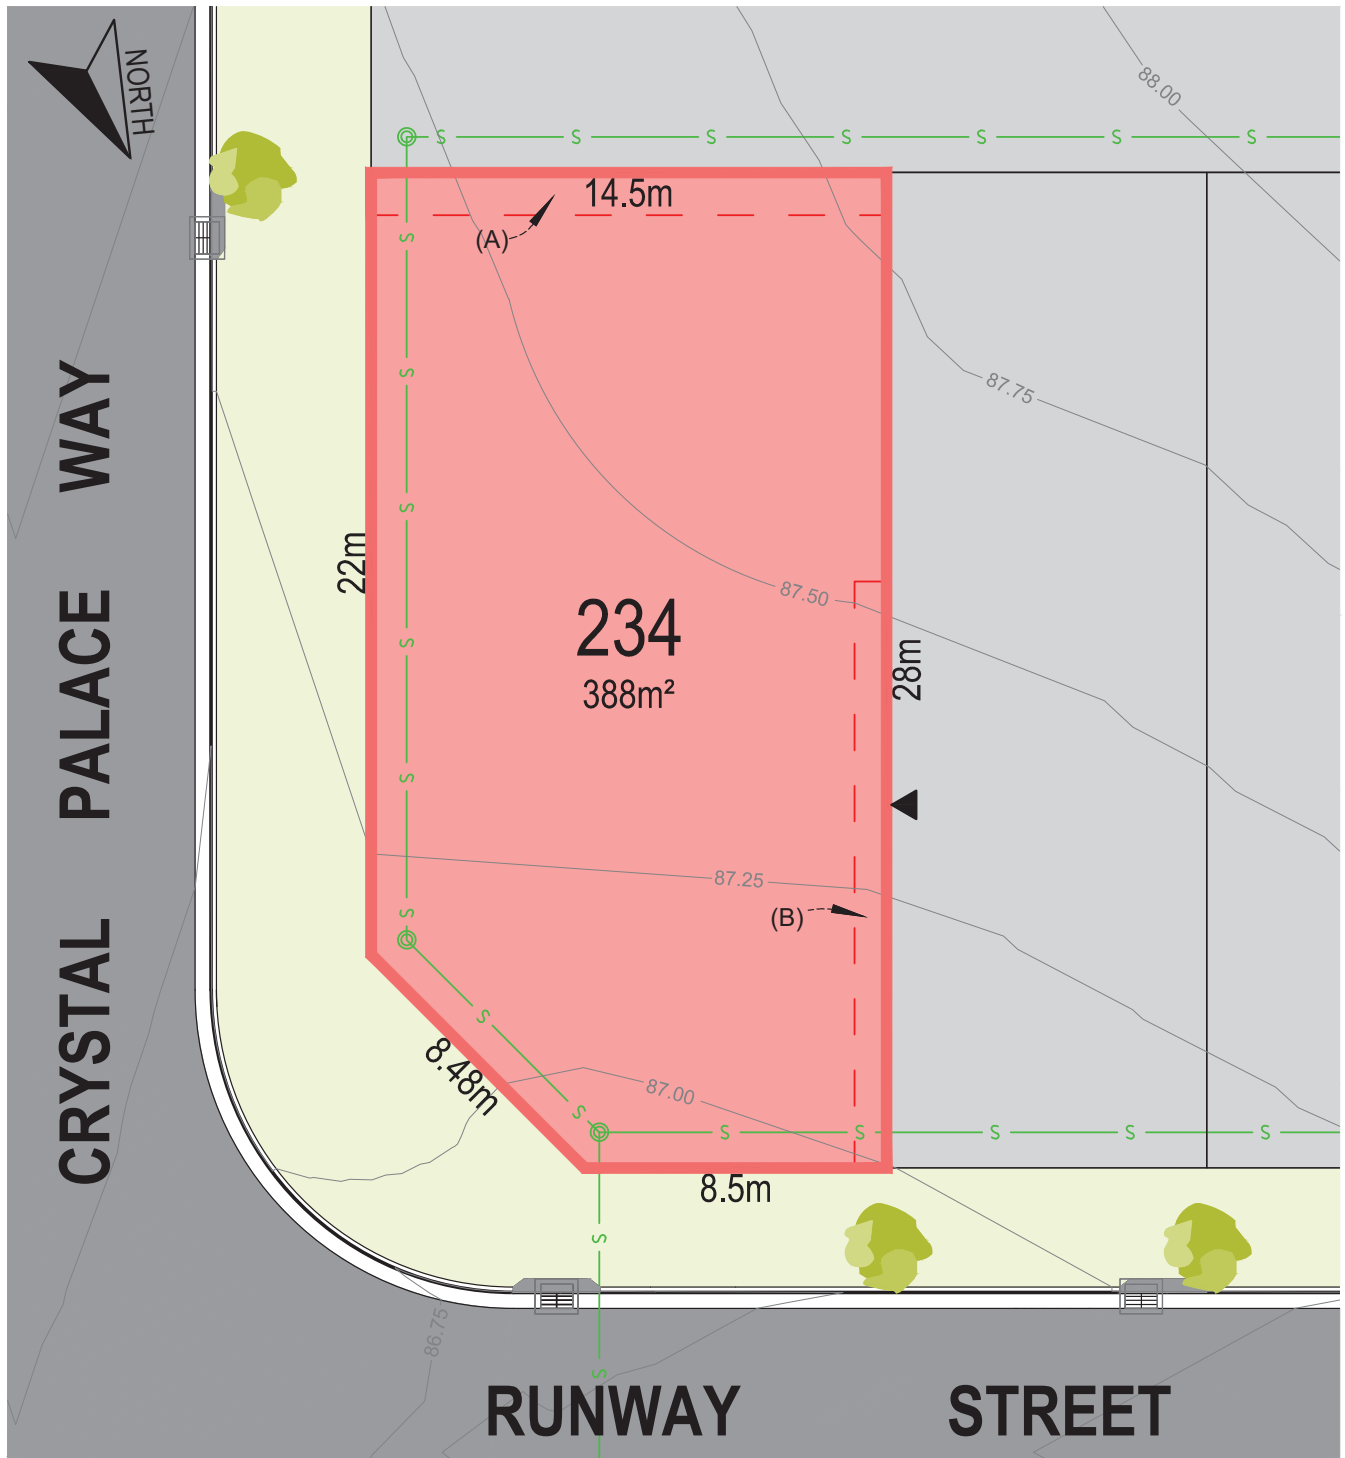 NORTH
88.00
S S S S S S S
14.5m
(A)
S
S
87.75
WAY
S
22m
87.50
234
S
28m
388m²
PALACE
S
87.25
S
(B)
CRYSTAL
S
8.48m
S
87.00
S S S S S
8.5m
S
86.75
S
RUNWAY STREET